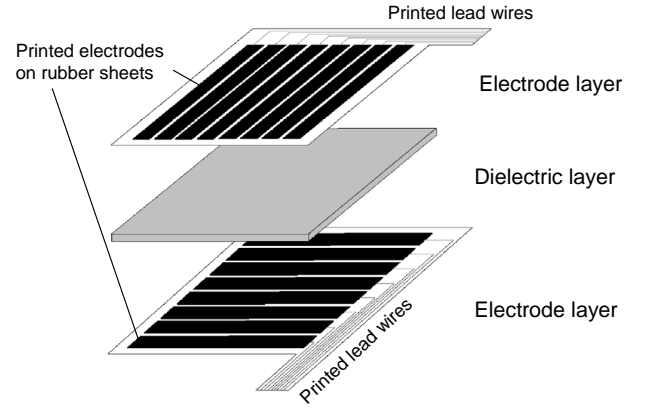 Printed lead wires
Printed electrodes
on rubber sheets
Electrode layer
Dielectric layer
Electrode layer
Printed lead wires